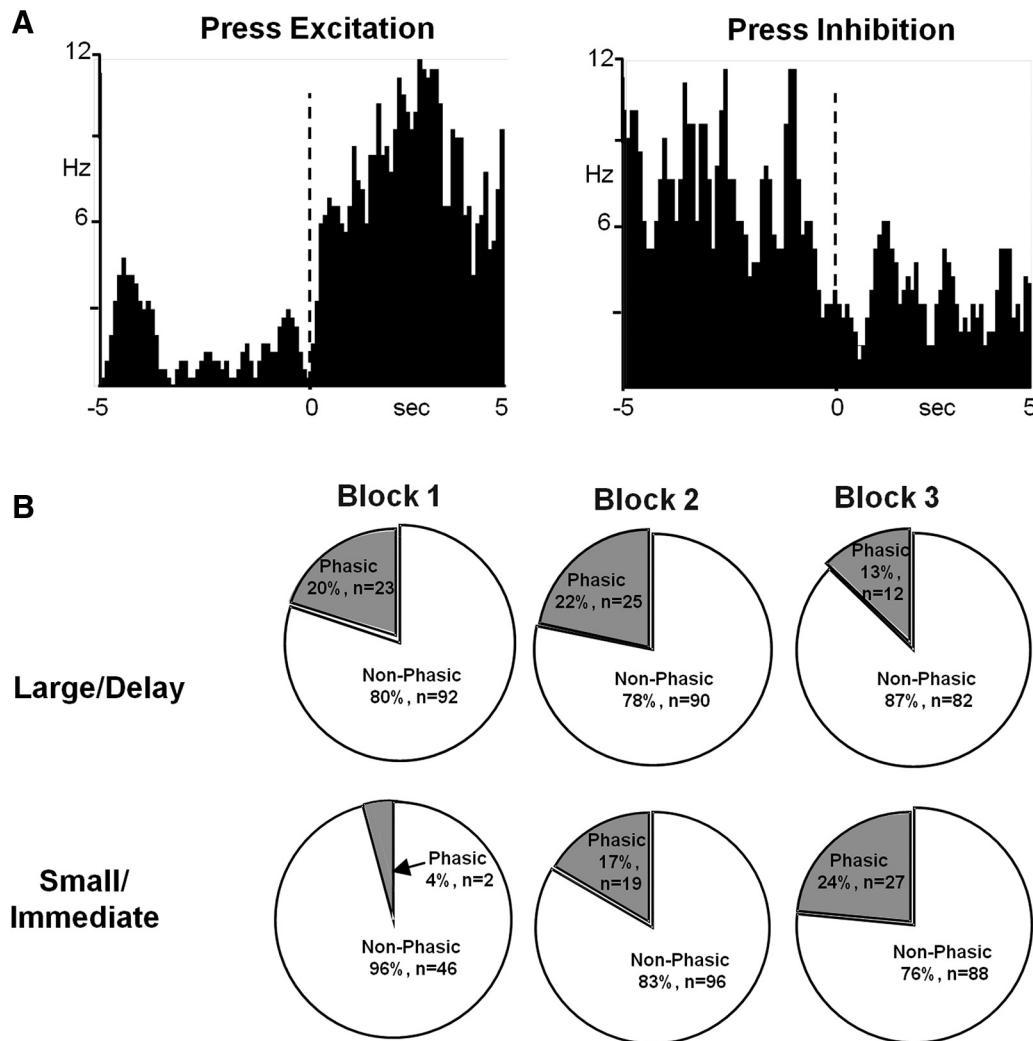 A
Press Excitation
12
Hz
6
-5
0
sec
5
Press Inhibition
12
Hz
6
-5
0
sec
5
B
Block 1
Block 2
Block 3
Large/Delay
Phasic
20%, n=23
Non-Phasic
80%, n=92
Phasic
22%, n=25
Non-Phasic
78%, n=90
Phasic
13%,
n=12
Non-Phasic
87%, n=82
Small/
Immediate
Phasic
4%, n=2
Non-Phasic
96%, n=46
Phasic
17%,
n=19
Non-Phasic
83%, n=96
Phasic
24%, n=27
Non-Phasic
76%, n=88